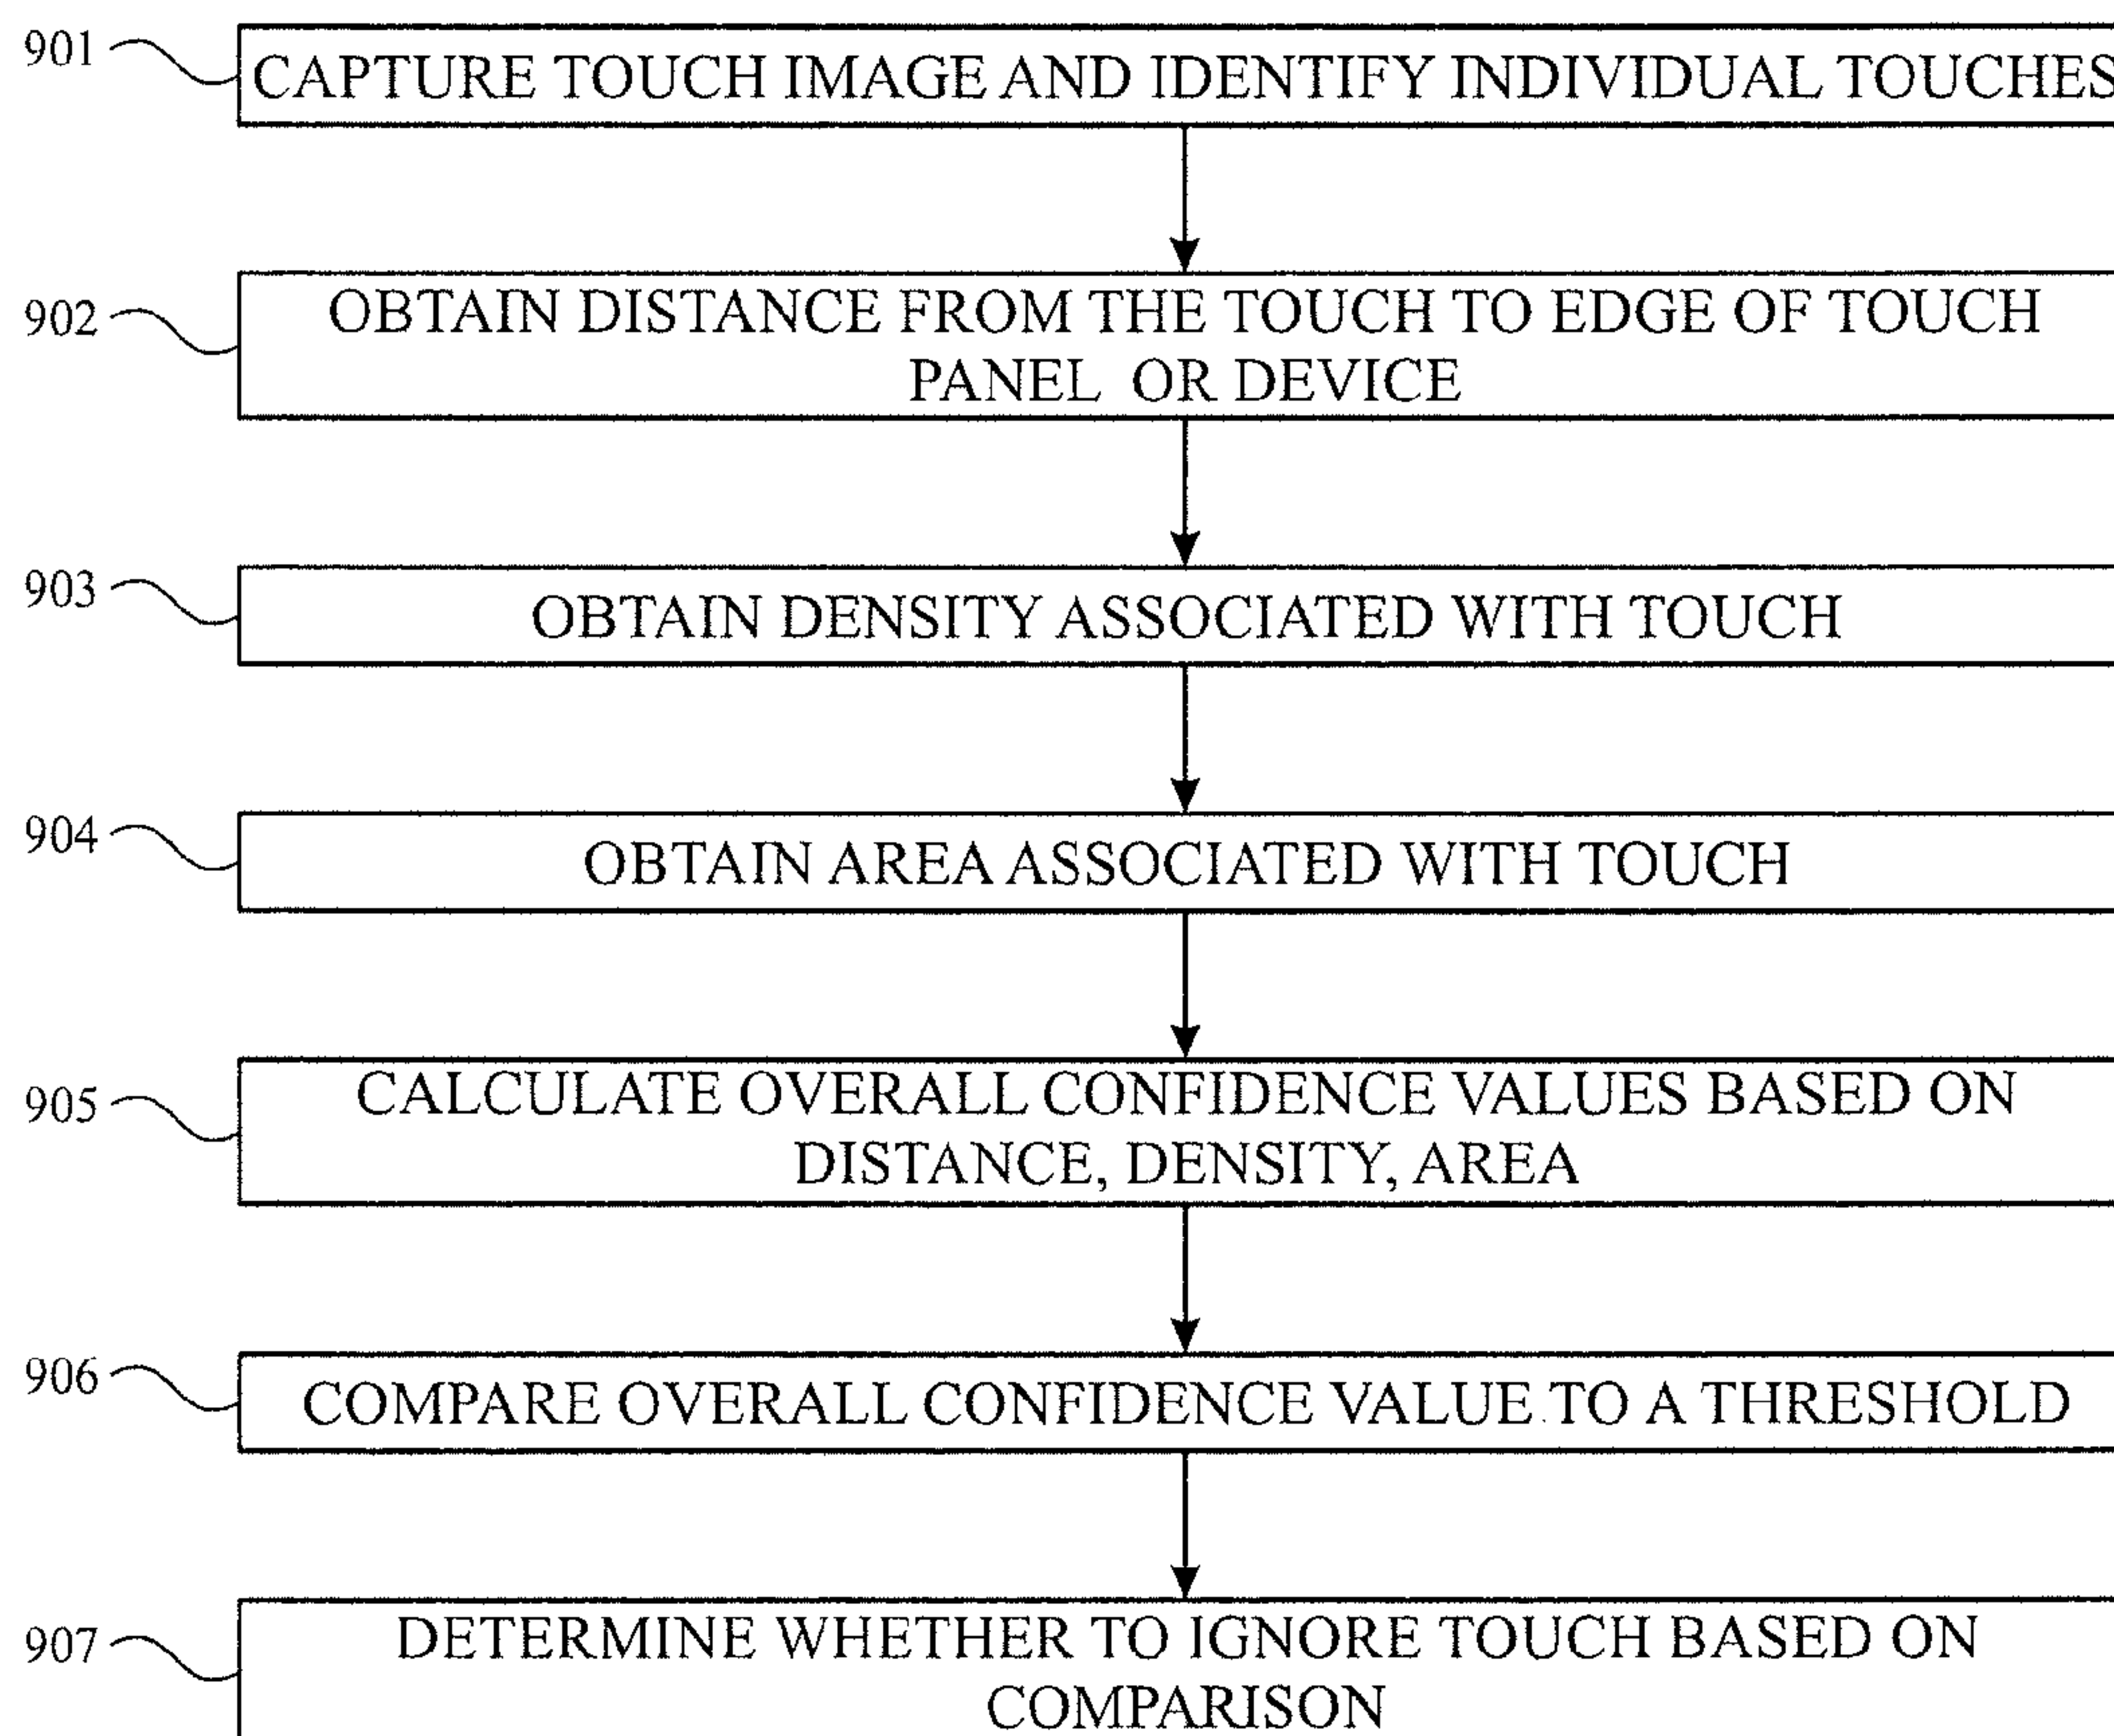 901
CAPTURE TOUCH IMAGE AND IDENTIFY INDIVIDUAL TOUCHES
902
OBTAIN DISTANCE FROM THE TOUCH TO EDGE OF TOUCH
PANEL OR DEVICE
903
OBTAIN DENSITY ASSOCIATED WITH TOUCH
904
OBTAIN AREA ASSOCIATED WITH TOUCH
905
CALCULATE OVERALL CONFIDENCE VALUES BASED ON
DISTANCE, DENSITY, AREA
906
COMPARE OVERALL CONFIDENCE VALUE TO A THRESHOLD
907
DETERMINE WHETHER TO IGNORE TOUCH BASED ON
COMPARISON